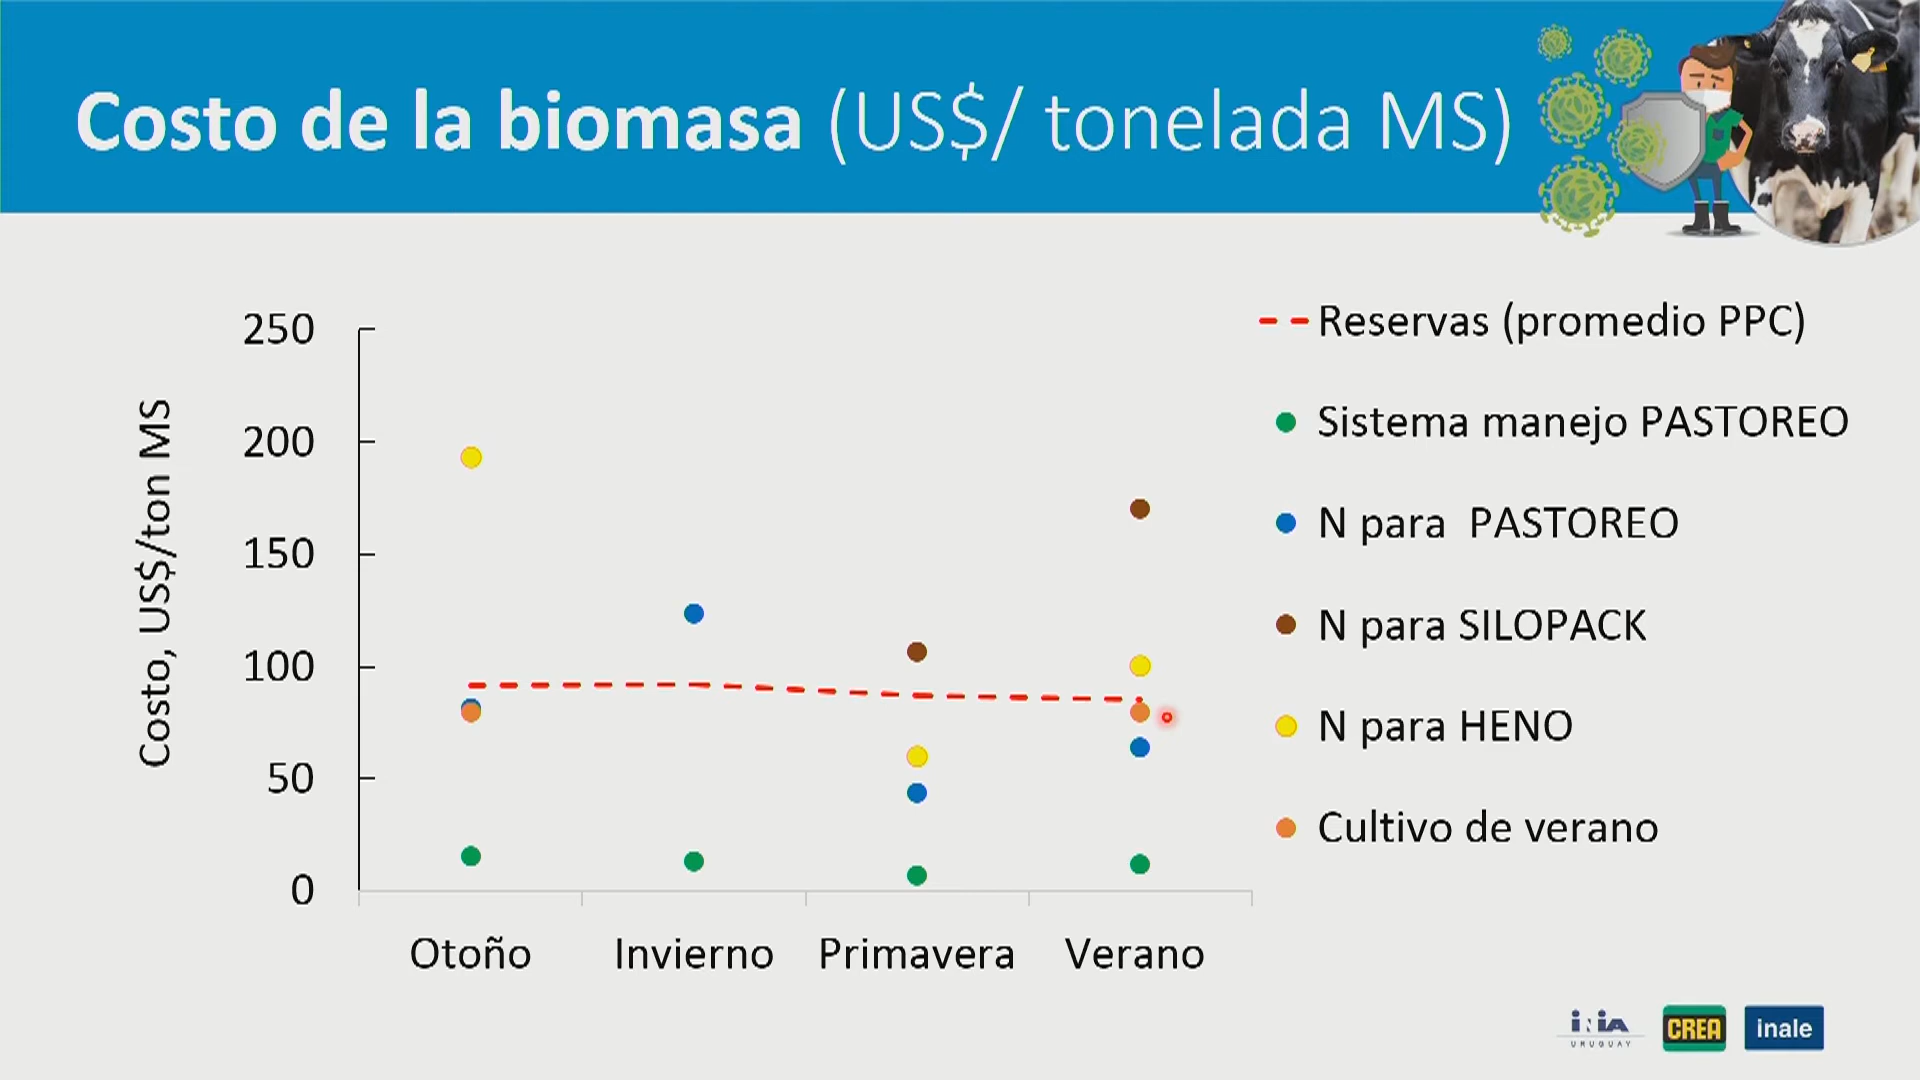 Costo de la biomasa (US$/ tonelada MS)
Costo, US$/ton MS
250
200
150
100
50
0
Otoño Invierno Primavera Verano
Reservas (promedio PPC)
Sistema manejo PASTOREO
N para PASTOREO
N para SILOPACK
N para HENO
Cultivo de verano
iNiA
URUGUAY
CREA
inale